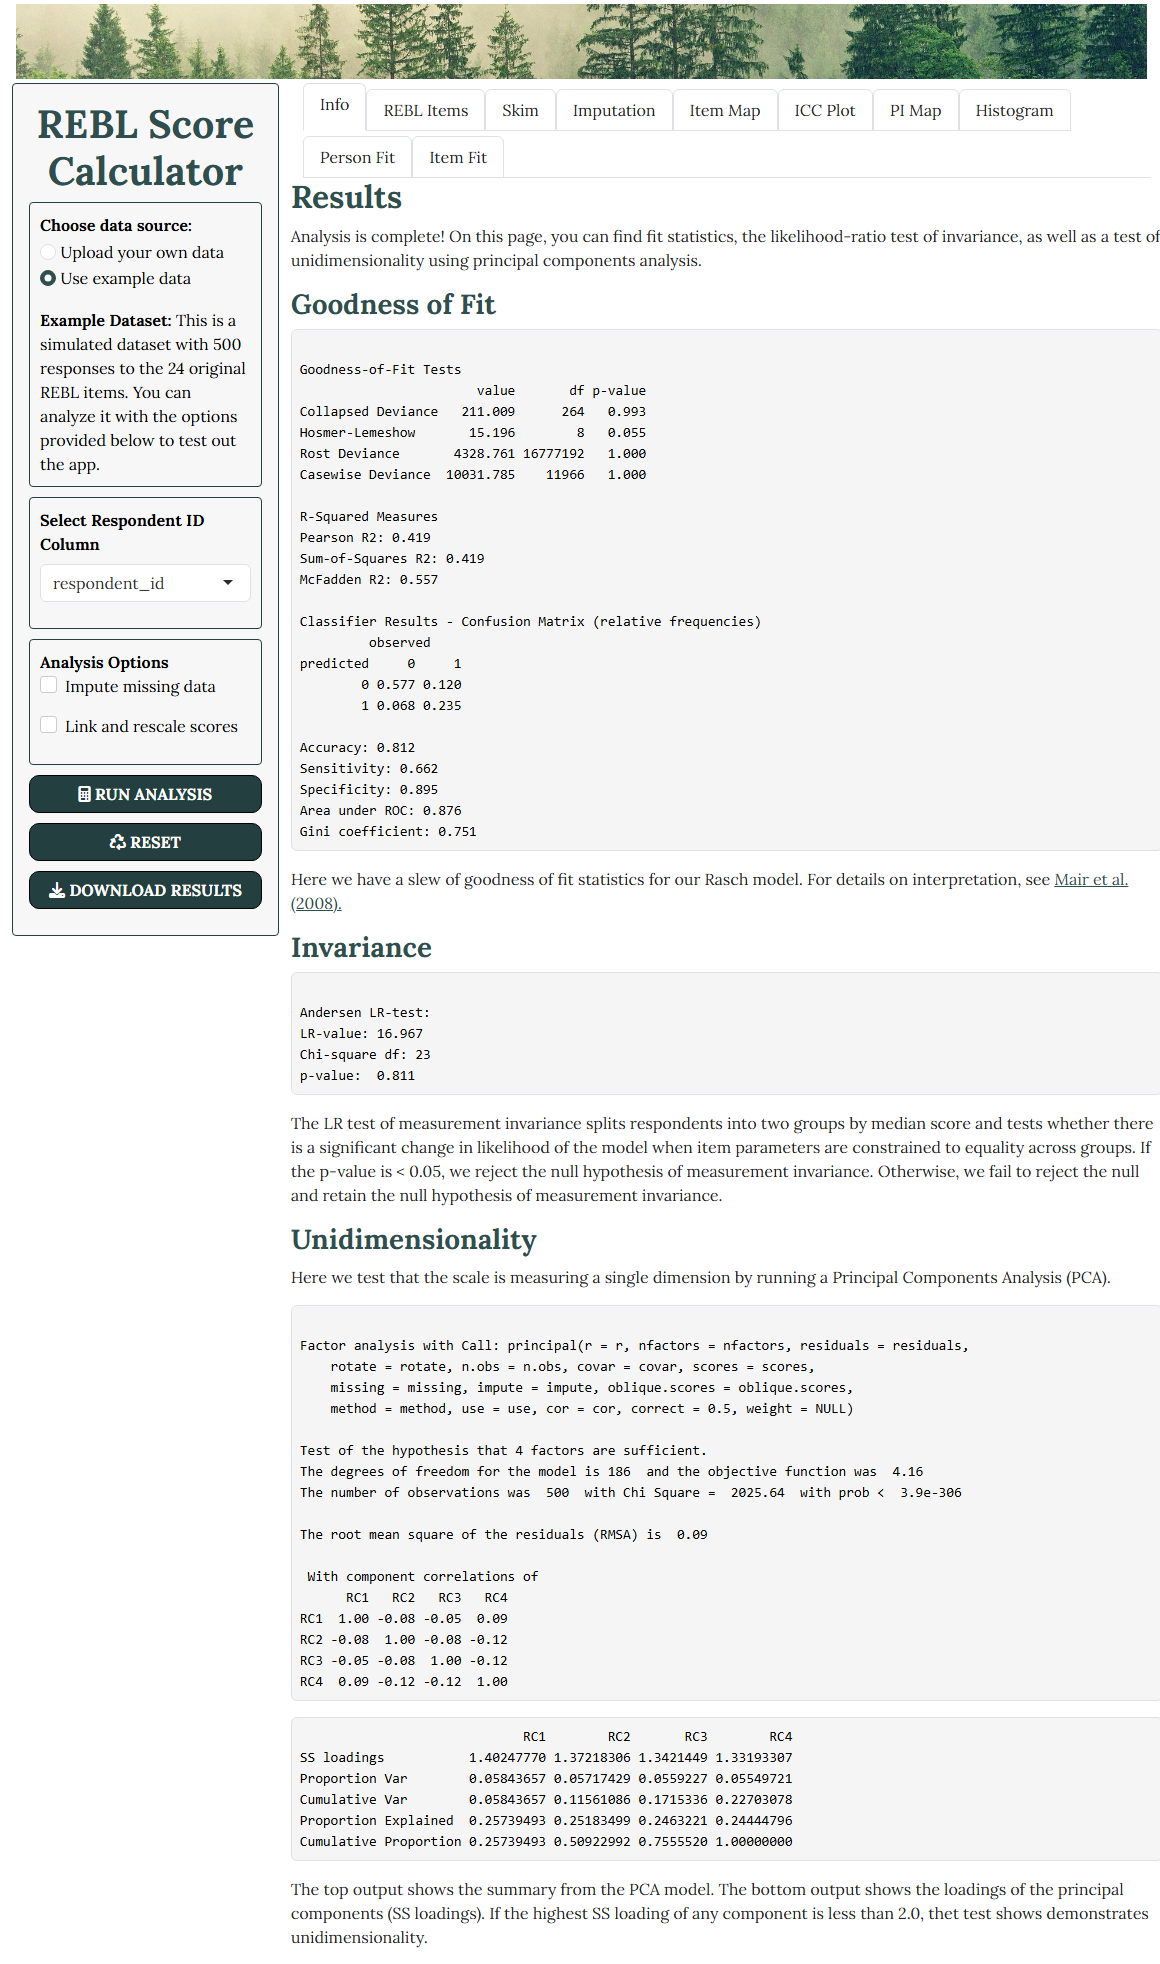 REBL Score
Calculator
Choose data source:
Upload your own data
Use example data
Example Dataset: This is a
simulated dataset with 500
responses to the 24 original
REBL items. You can
analyze it with the options
provided below to test out
the app.
Select Respondent ID
Column
respondent_id
Analysis Options
Impute missing data
Link and rescale scores
RUN ANALYSIS
RESET
DOWNLOAD RESULTS
Info REBL Items Skim Imputation Item Map ICC Plot PI Map Histogram
Person Fit Item Fit
Results
Analysis is complete! On this page, you can find fit statistics, the likelihood-ratio test of invariance, as well as a test of
unidimensionality using principal components analysis.
Goodness of Fit
Goodness-of-Fit Tests
                       value       df p-value
Collapsed Deviance   211.009      264   0.993
Hosmer-Lemeshow       15.196        8   0.055
Rost Deviance       4328.761 16777192   1.000
Casewise Deviance  10031.785    11966   1.000
R-Squared Measures
Pearson R2: 0.419
Sum-of-Squares R2: 0.419
McFadden R2: 0.557
Classifier Results - Confusion Matrix (relative frequencies)
         observed
predicted     0     1
        0 0.577 0.120
        1 0.068 0.235
Accuracy: 0.812
Sensitivity: 0.662
Specificity: 0.895
Area under ROC: 0.876
Gini coefficient: 0.751
Here we have a slew of goodness of fit statistics for our Rasch model. For details on interpretation, see Mair et al.
(2008).
Invariance
Andersen LR-test:
LR-value: 16.967
Chi-square df: 23
p-value:  0.811
The LR test of measurement invariance splits respondents into two groups by median score and tests whether there
is a significant change in likelihood of the model when item parameters are constrained to equality across groups. If
the p-value is < 0.05, we reject the null hypothesis of measurement invariance. Otherwise, we fail to reject the null
and retain the null hypothesis of measurement invariance.
Unidimensionality
Here we test that the scale is measuring a single dimension by running a Principal Components Analysis (PCA).
Factor analysis with Call: principal(r = r, nfactors = nfactors, residuals = residuals,
    rotate = rotate, n.obs = n.obs, covar = covar, scores = scores,
    missing = missing, impute = impute, oblique.scores = oblique.scores,
    method = method, use = use, cor = cor, correct = 0.5, weight = NULL)
Test of the hypothesis that 4 factors are sufficient.
The degrees of freedom for the model is 186  and the objective function was  4.16
The number of observations was  500  with Chi Square =  2025.64  with prob <  3.9e-306
The root mean square of the residuals (RMSA) is  0.09
 With component correlations of
      RC1   RC2   RC3   RC4
RC1  1.00 -0.08 -0.05  0.09
RC2 -0.08  1.00 -0.08 -0.12
RC3 -0.05 -0.08  1.00 -0.12
RC4  0.09 -0.12 -0.12  1.00
                             RC1        RC2       RC3        RC4
SS loadings           1.40247770 1.37218306 1.3421449 1.33193307
Proportion Var        0.05843657 0.05717429 0.0559227 0.05549721
Cumulative Var        0.05843657 0.11561086 0.1715336 0.22703078
Proportion Explained  0.25739493 0.25183499 0.2463221 0.24444796
Cumulative Proportion 0.25739493 0.50922992 0.7555520 1.00000000
The top output shows the summary from the PCA model. The bottom output shows the loadings of the principal
components (SS loadings). If the highest SS loading of any component is less than 2.0, thet test shows demonstrates
unidimensionality.